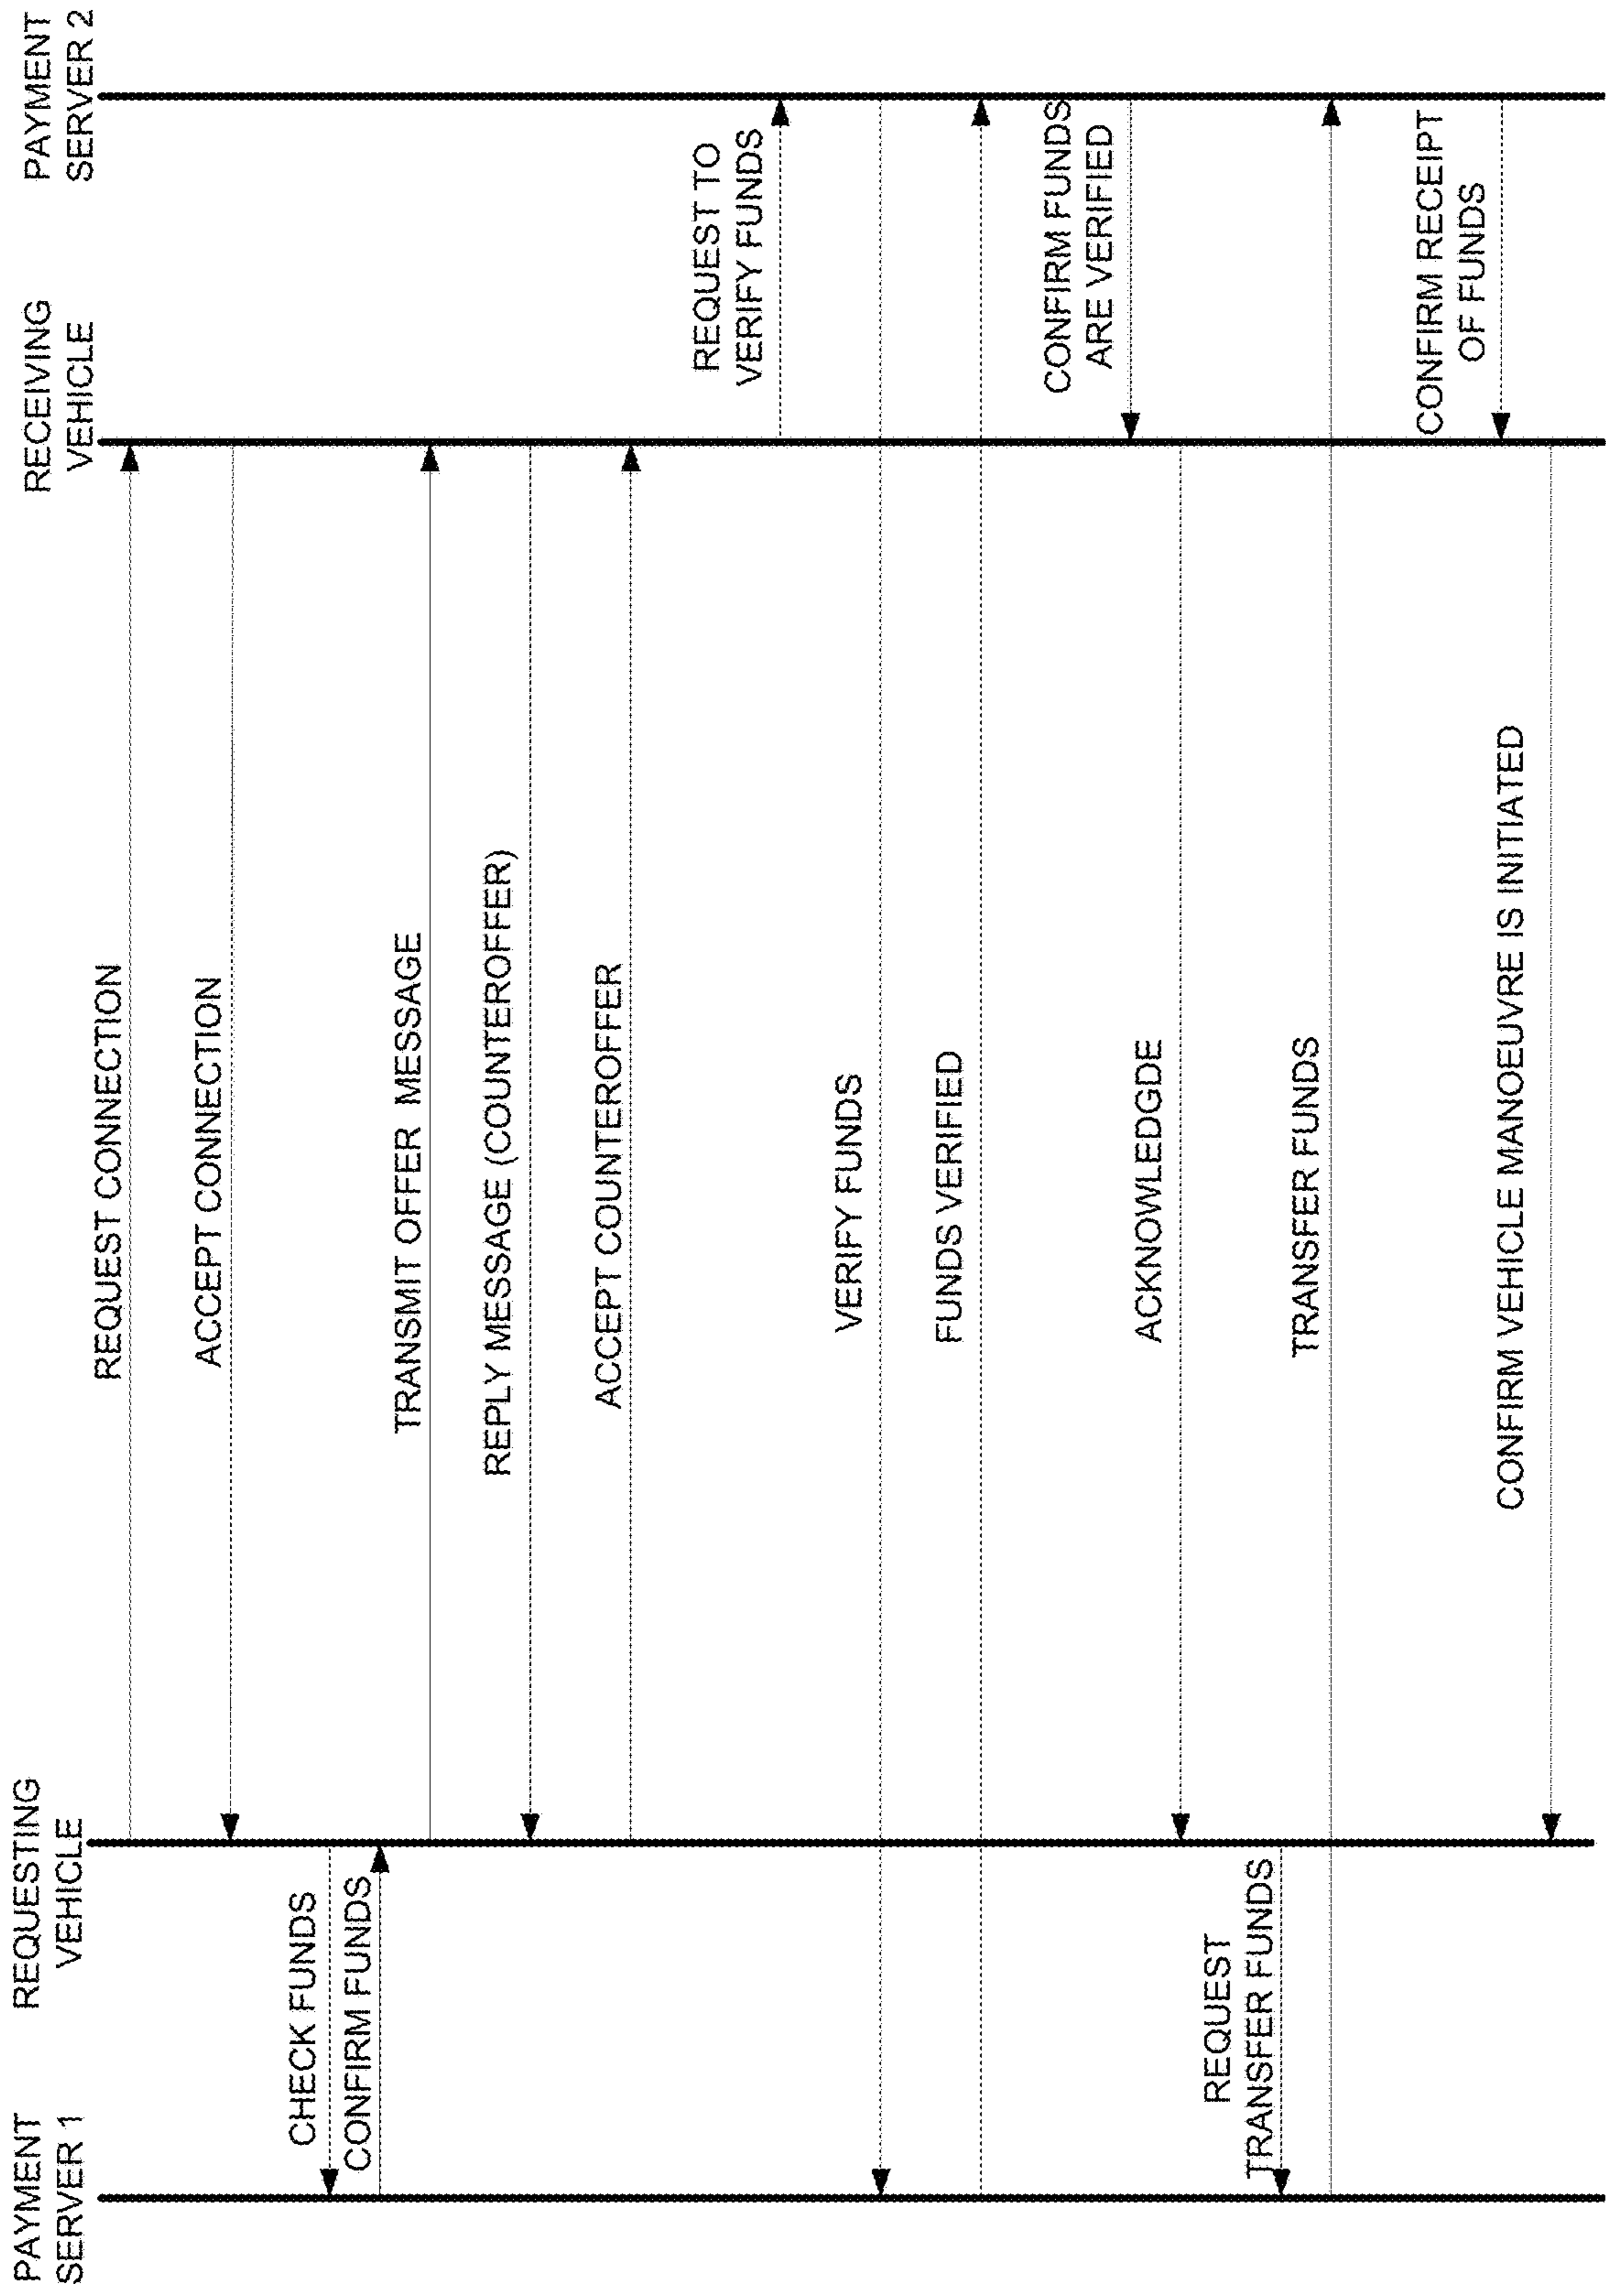 PAYMENT
SERVER 1
REQUESTING
VEHICLE
RECEIVING
VEHICLE
PAYMENT
SERVER 2
REQUEST CONNECTION
ACCEPT CONNECTION
CHECK FUNDS
CONFIRM FUNDS
TRANSMIT OFFER MESSAGE
REPLY MESSAGE (COUNTEROFFER)
ACCEPT COUNTEROFFER
REQUEST TO
VERIFY FUNDS
VERIFY FUNDS
FUNDS VERIFIED
CONFIRM FUNDS
ARE VERIFIED
ACKNOWLEDGDE
REQUEST
TRANSFER FUNDS
TRANSFER FUNDS
CONFIRM RECEIPT
OF FUNDS
CONFIRM VEHICLE MANOEUVRE IS INITIATED